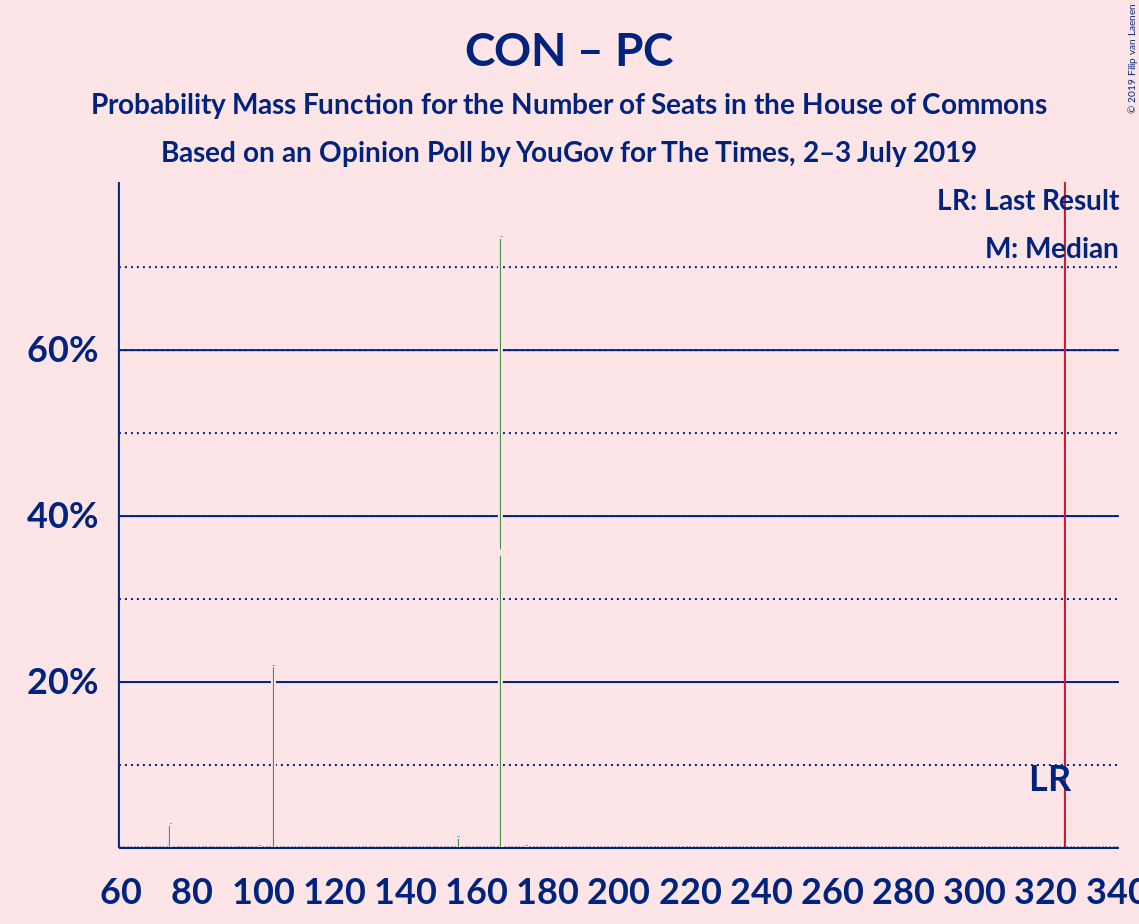 CON – PC
Probability Mass Function for the Number of Seats in the House of Commons
Based on an Opinion Poll by YouGov for The Times, 2–3 July 2019
© 2019 Filip van Laenen
LR: Last Result
M: Median
60%
40%
20%
LR
60 80 100 120 140 160 180 200 220 240 260 280 300 320 340